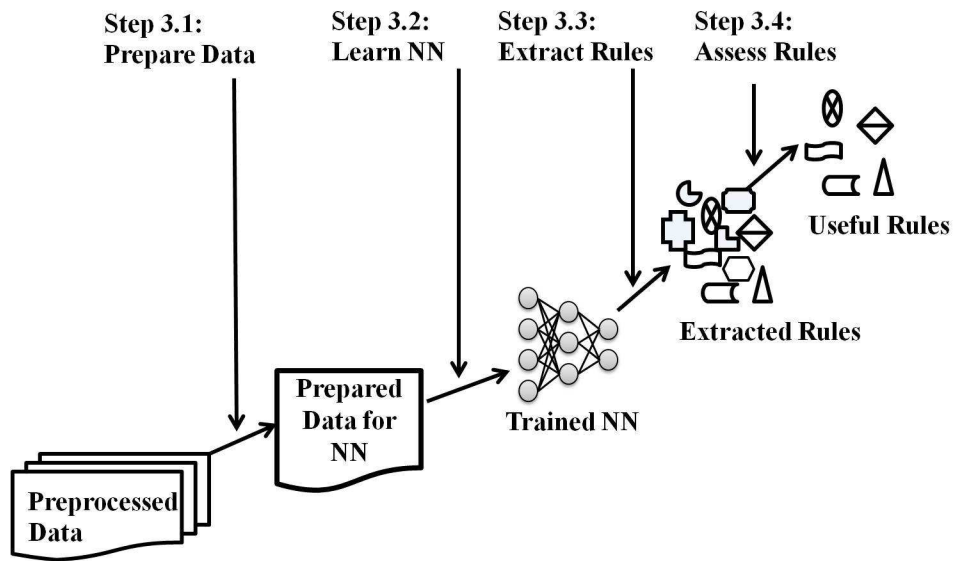 Step 3.1:
Prepare Data
Step 3.2:
Learn NN
Step 3.3:
Extract Rules
Step 3.4:
Assess Rules
Useful Rules
Extracted Rules
Trained NN
Prepared
Data for
NN
Preprocessed
Data